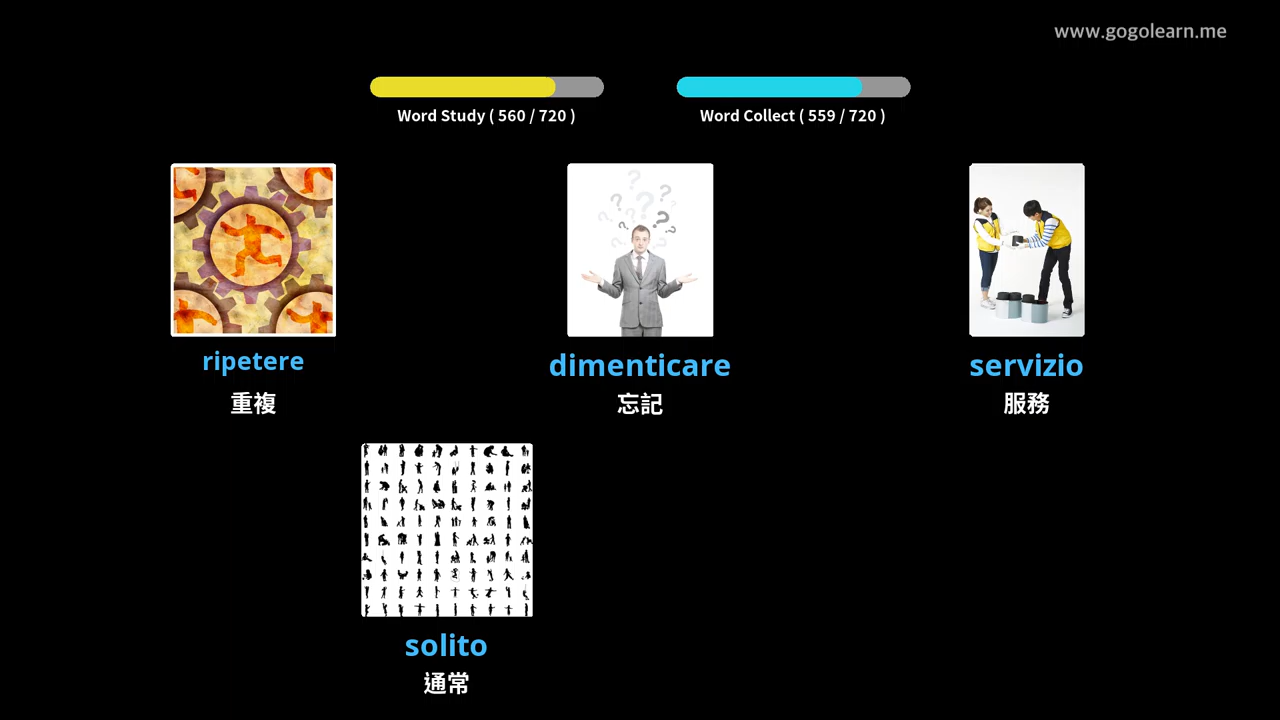 www.gogolearn.me
Word Study ( 560 / 720 )
Word Collect ( 559 / 720 )
ripetere
重複
dimenticare
忘記
servizio
服務
solito
通常